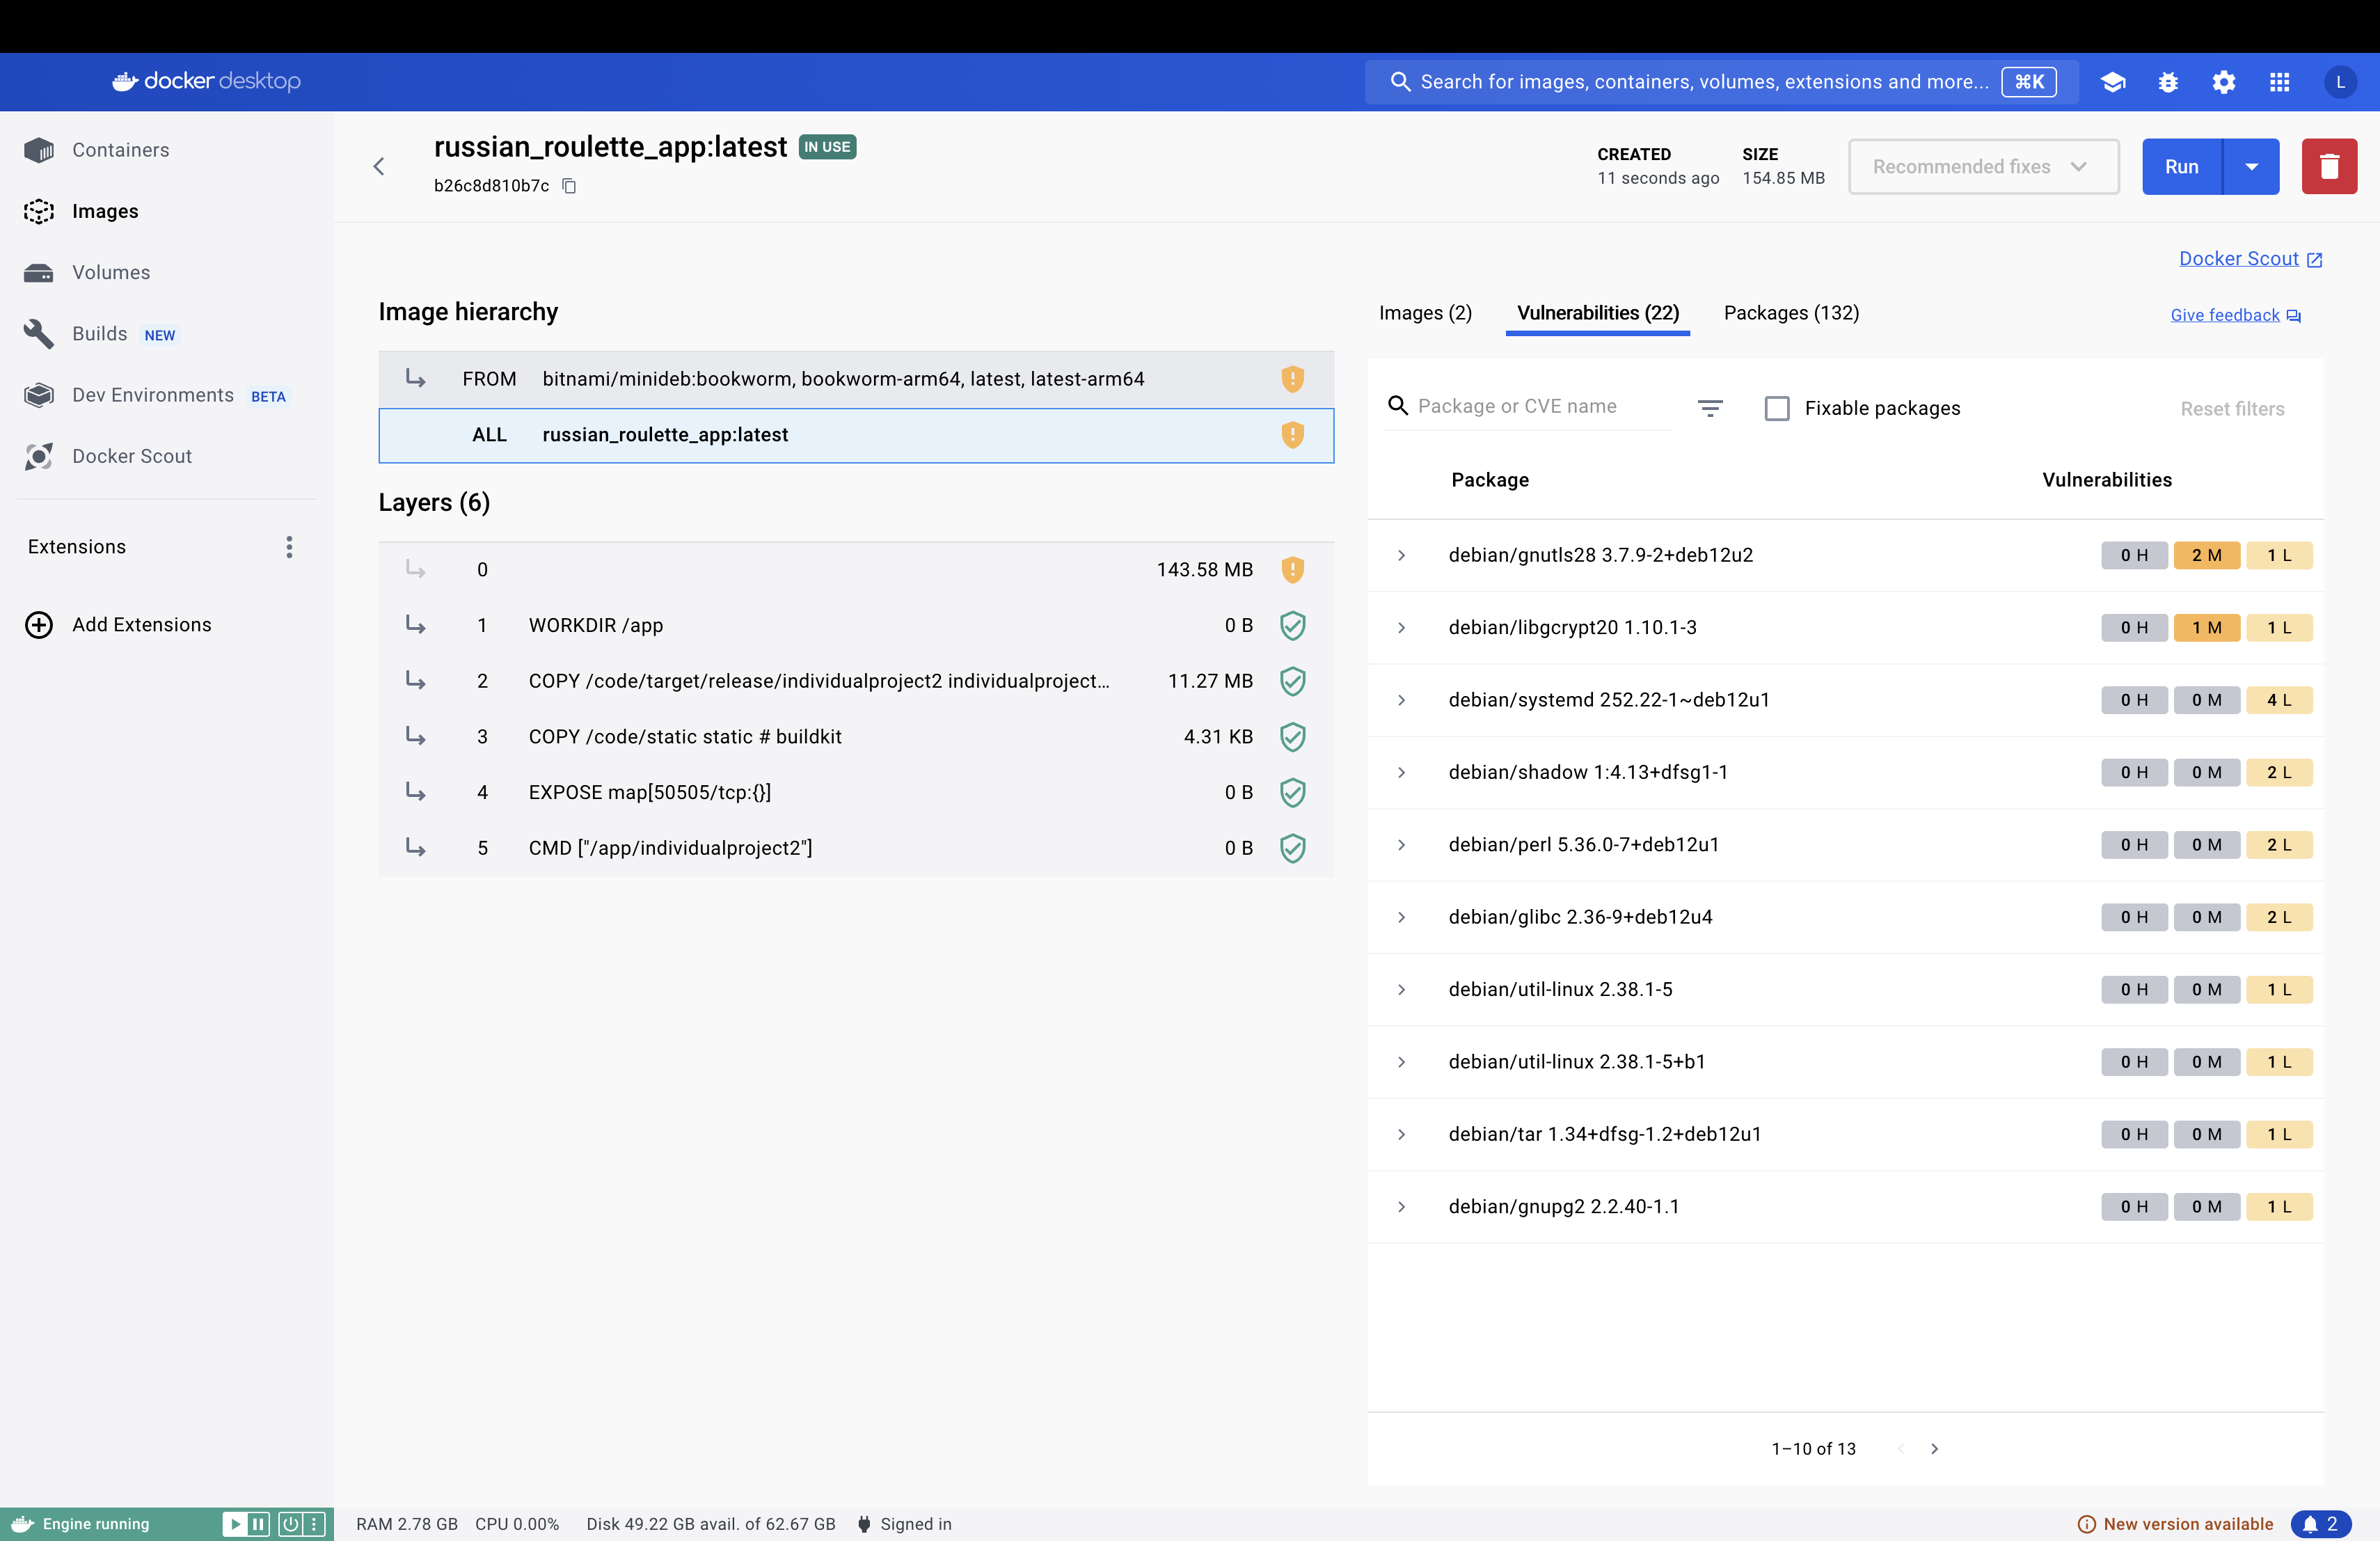 docker desktop
Search for images, containers, volumes, extensions and more... ⌘K
L
Containers
Images
Volumes
Builds NEW
Dev Environments BETA
Docker Scout
Extensions
Add Extensions
russian_roulette_app:latest IN USE
b26c8d810b7c
CREATED
11 seconds ago
SIZE
154.85 MB
Recommended fixes
Run
Docker Scout
Image hierarchy
FROM bitnami/minideb:bookworm, bookworm-arm64, latest, latest-arm64
ALL russian_roulette_app:latest
Layers (6)
0 143.58 MB
1 WORKDIR /app 0 B
2 COPY /code/target/release/individualproject2 individualproject... 11.27 MB
3 COPY /code/static static # buildkit 4.31 KB
4 EXPOSE map[50505/tcp:{}] 0 B
5 CMD ["/app/individualproject2"] 0 B
Images (2) Vulnerabilities (22) Packages (132)
Give feedback
Package or CVE name
Fixable packages
Reset filters
Package Vulnerabilities
debian/gnutls28 3.7.9-2+deb12u2 0 H 2 M 1 L
debian/libgcrypt20 1.10.1-3 0 H 1 M 1 L
debian/systemd 252.22-1~deb12u1 0 H 0 M 4 L
debian/shadow 1:4.13+dfsg1-1 0 H 0 M 2 L
debian/perl 5.36.0-7+deb12u1 0 H 0 M 2 L
debian/glibc 2.36-9+deb12u4 0 H 0 M 2 L
debian/util-linux 2.38.1-5 0 H 0 M 1 L
debian/util-linux 2.38.1-5+b1 0 H 0 M 1 L
debian/tar 1.34+dfsg-1.2+deb12u1 0 H 0 M 1 L
debian/gnupg2 2.2.40-1.1 0 H 0 M 1 L
1–10 of 13
Engine running
RAM 2.78 GB CPU 0.00% Disk 49.22 GB avail. of 62.67 GB Signed in
New version available
2